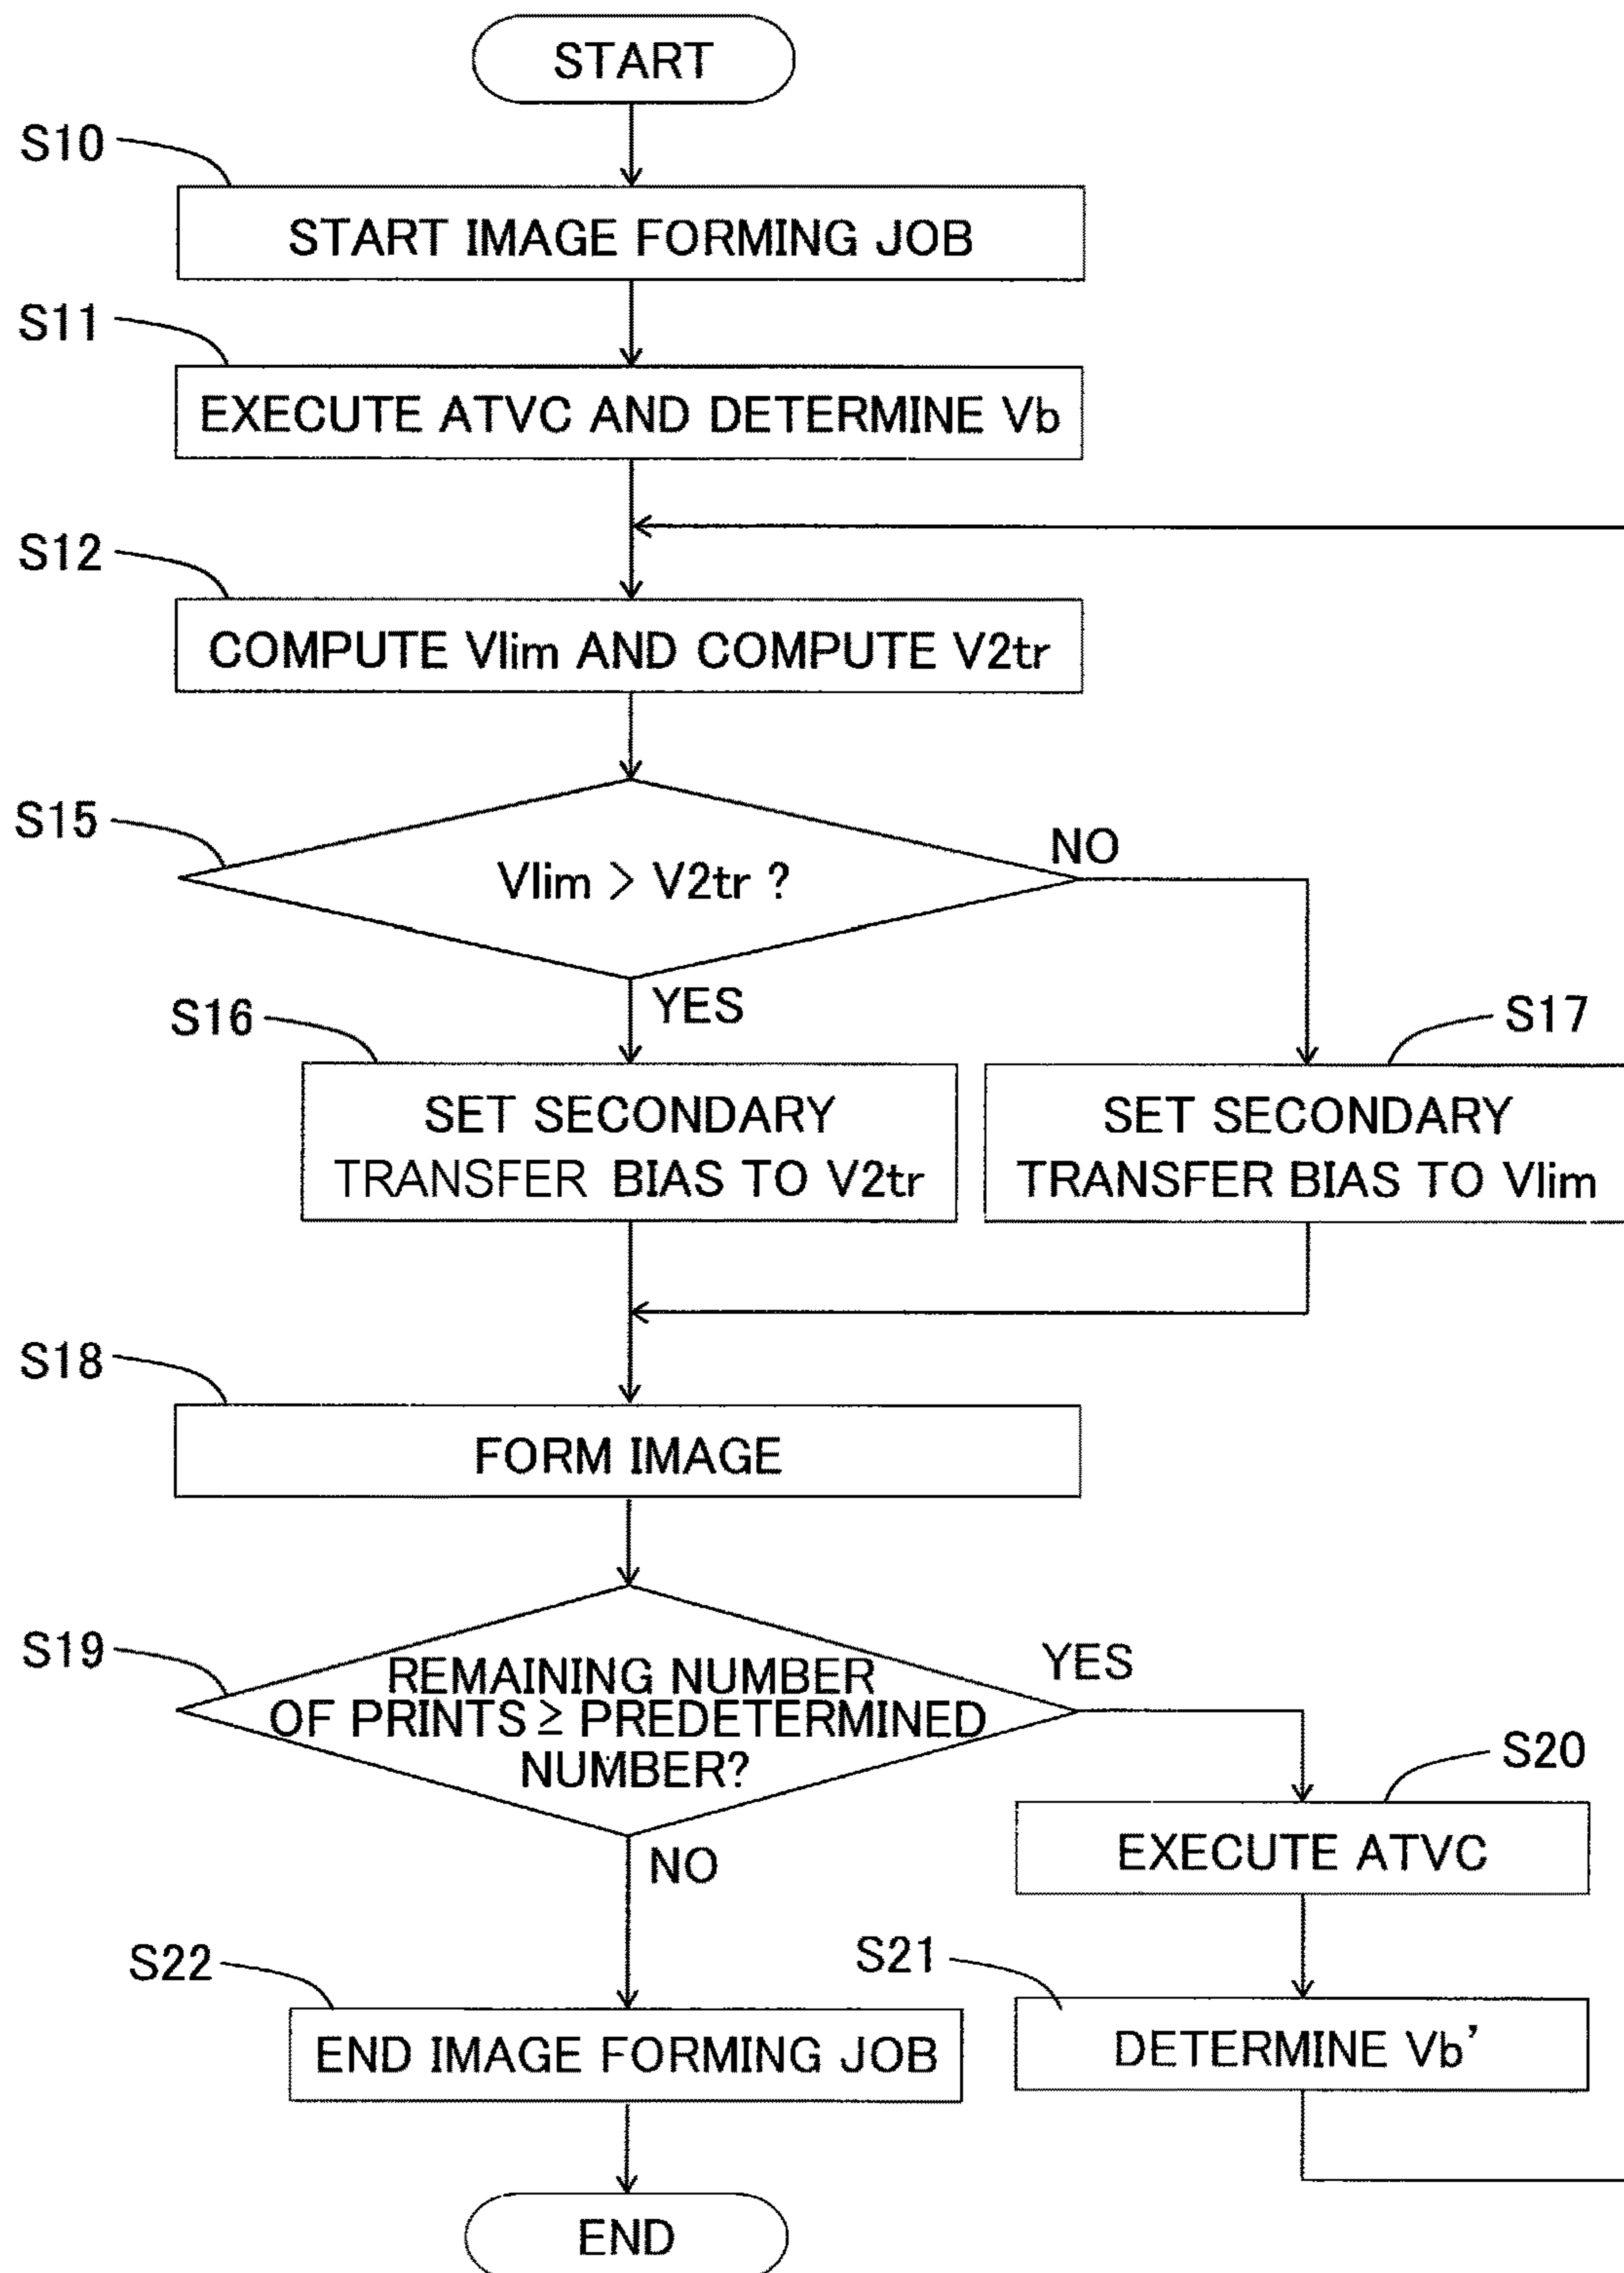 START
S10
START IMAGE FORMING JOB
S11
EXECUTE ATVC AND DETERMINE Vb
S12
COMPUTE Vlim AND COMPUTE V2tr
S15
Vlim > V2tr ?
NO
YES
S16
SET SECONDARY
TRANSFER BIAS TO V2tr
S17
SET SECONDARY
TRANSFER BIAS TO Vlim
S18
FORM IMAGE
S19
REMAINING NUMBER
OF PRINTS ≥ PREDETERMINED
NUMBER?
YES
NO
S20
EXECUTE ATVC
S21
DETERMINE Vb’
S22
END IMAGE FORMING JOB
END